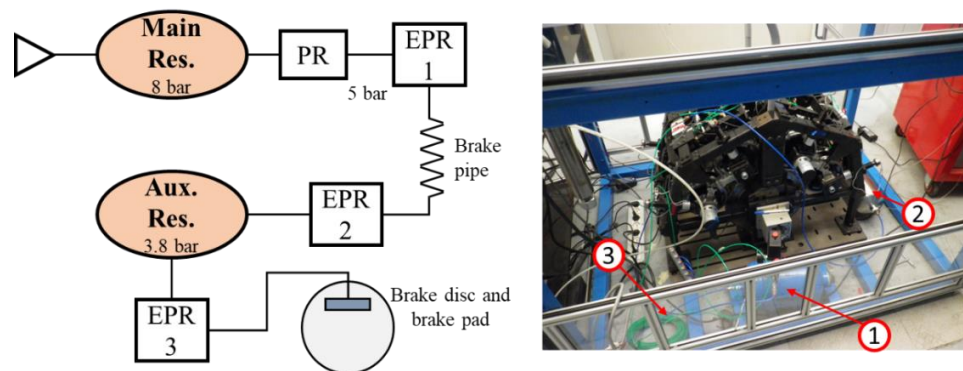 Main
Res.
8 bar
PR
5 bar
EPR
1
Brake
pipe
Aux.
Res.
3.8 bar
EPR
2
EPR
3
Brake disc and
brake pad
2
3
1